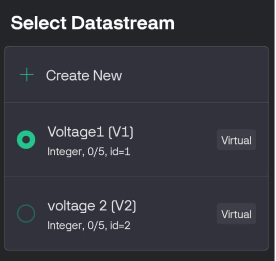 Select Datastream
+ Create New
Voltage1 (V1)
Virtual
Integer, 0/5, id=1
voltage 2 (V2)
Virtual
Integer, 0/5, id=2